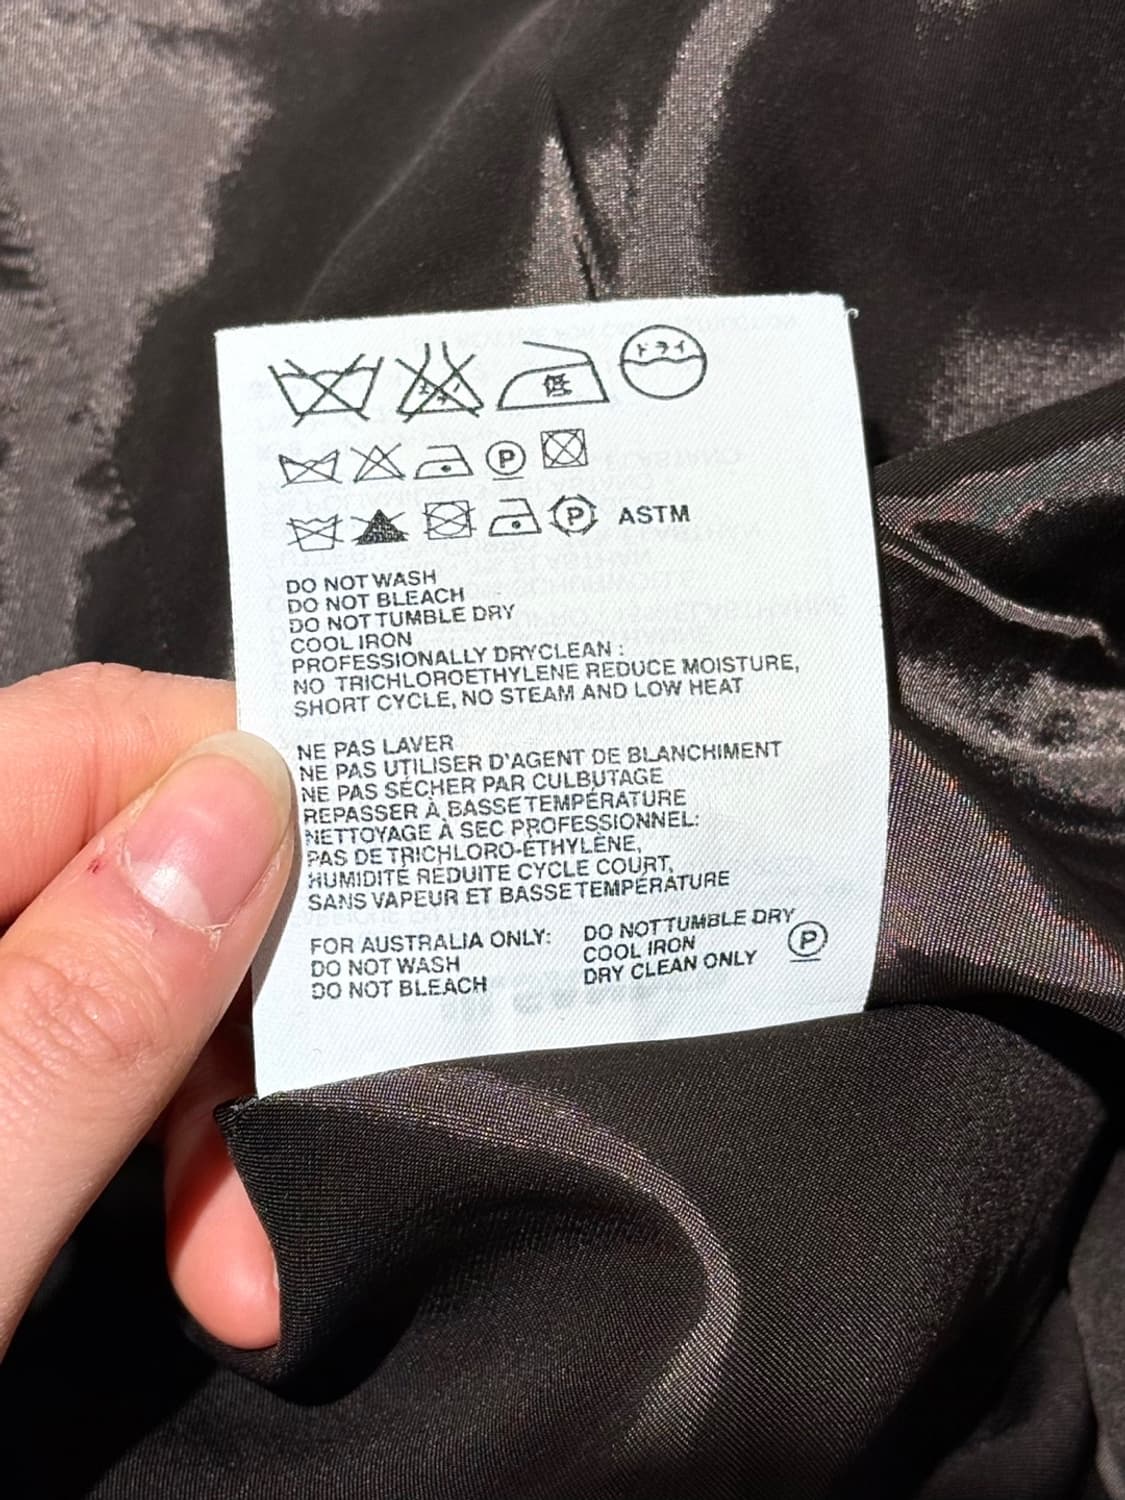 低 ドライ
P
P ASTM
DO NOT WASH
DO NOT BLEACH
DO NOT TUMBLE DRY
COOL IRON
PROFESSIONALLY DRYCLEAN :
NO TRICHLOROETHYLENE REDUCE MOISTURE,
SHORT CYCLE, NO STEAM AND LOW HEAT
NE PAS LAVER
NE PAS UTILISER D'AGENT DE BLANCHIMENT
NE PAS SÉCHER PAR CULBUTAGE
REPASSER À BASSE TEMPÉRATURE
NETTOYAGE À SEC PROFESSIONNEL:
PAS DE TRICHLORO-ÉTHYLÈNE,
HUMIDITÉ RÉDUITE CYCLE COURT,
SANS VAPEUR ET BASSE TEMPÉRATURE
FOR AUSTRALIA ONLY:
DO NOT WASH
DO NOT BLEACH
DO NOT TUMBLE DRY
COOL IRON
DRY CLEAN ONLY
P